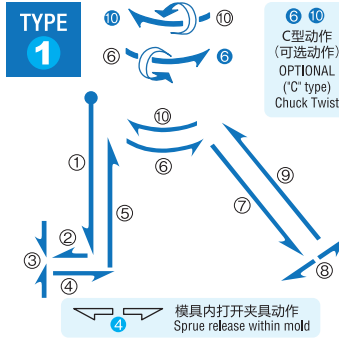 TYPE
1
⑩ ⑩
⑥ ⑥
⑥ ⑩
C型动作
(可选动作)
OPTIONAL
("C" type)
Chuck Twist
①
⑩
⑥
⑤
②
③
④
⑦
⑨
⑧
④
模具内打开夹具动作
Sprue release within mold